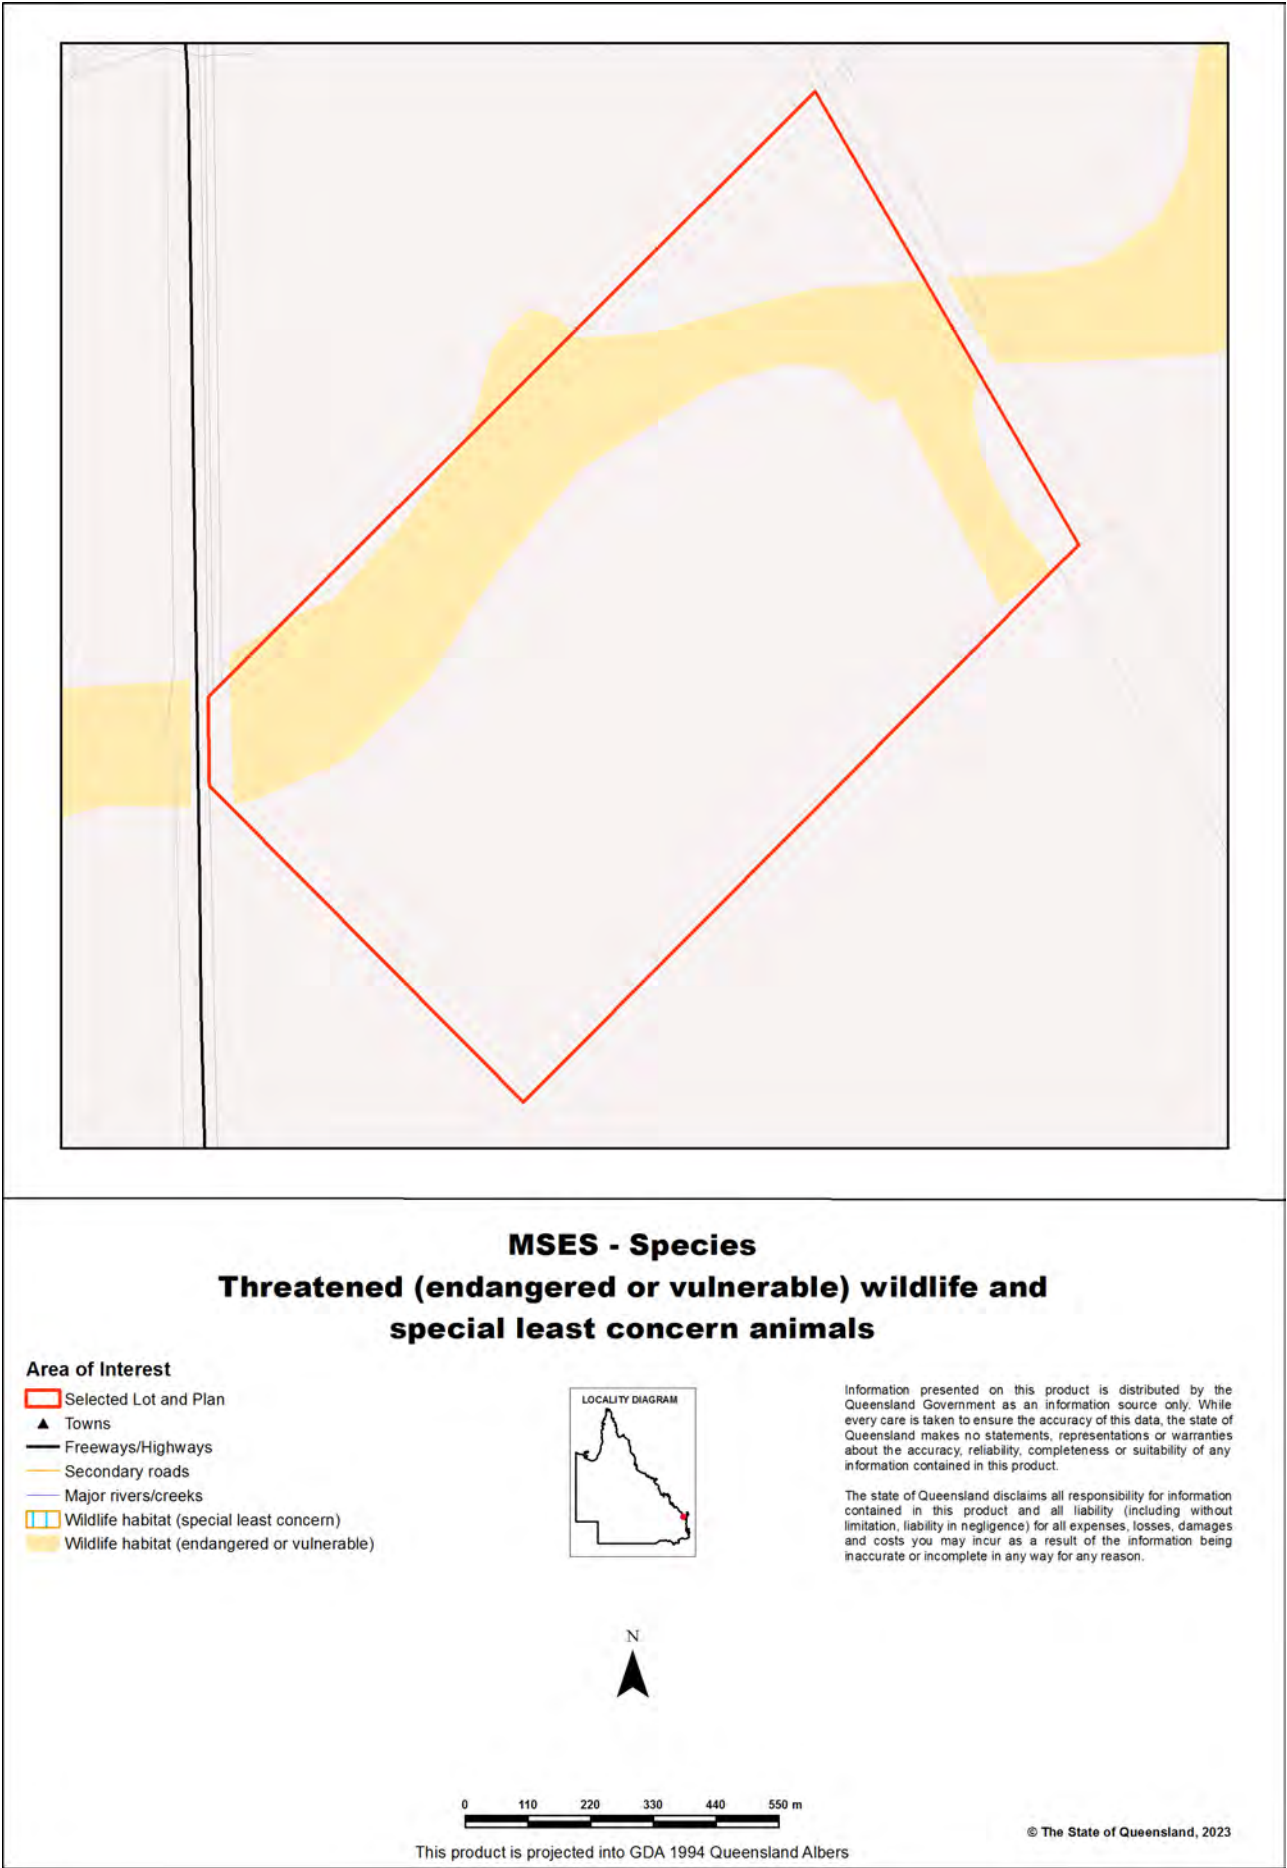 MSES - Species
Threatened (endangered or vulnerable) wildlife and
special least concern animals
Area of Interest
Selected Lot and Plan
Towns
Freeways/Highways
Secondary roads
Major rivers/creeks
Wildlife habitat (special least concern)
Wildlife habitat (endangered or vulnerable)
LOCALITY DIAGRAM
Information presented on this product is distributed by the
Queensland Government as an information source only. While
every care is taken to ensure the accuracy of this data, the state of
Queensland makes no statements, representations or warranties
about the accuracy, reliability, completeness or suitability of any
information contained in this product.
The state of Queensland disclaims all responsibility for information
contained in this product and all liability (including without
limitation, liability in negligence) for all expenses, losses, damages
and costs you may incur as a result of the information being
inaccurate or incomplete in any way for any reason.
N
0 110 220 330 440 550 m
This product is projected into GDA 1994 Queensland Albers
© The State of Queensland, 2023